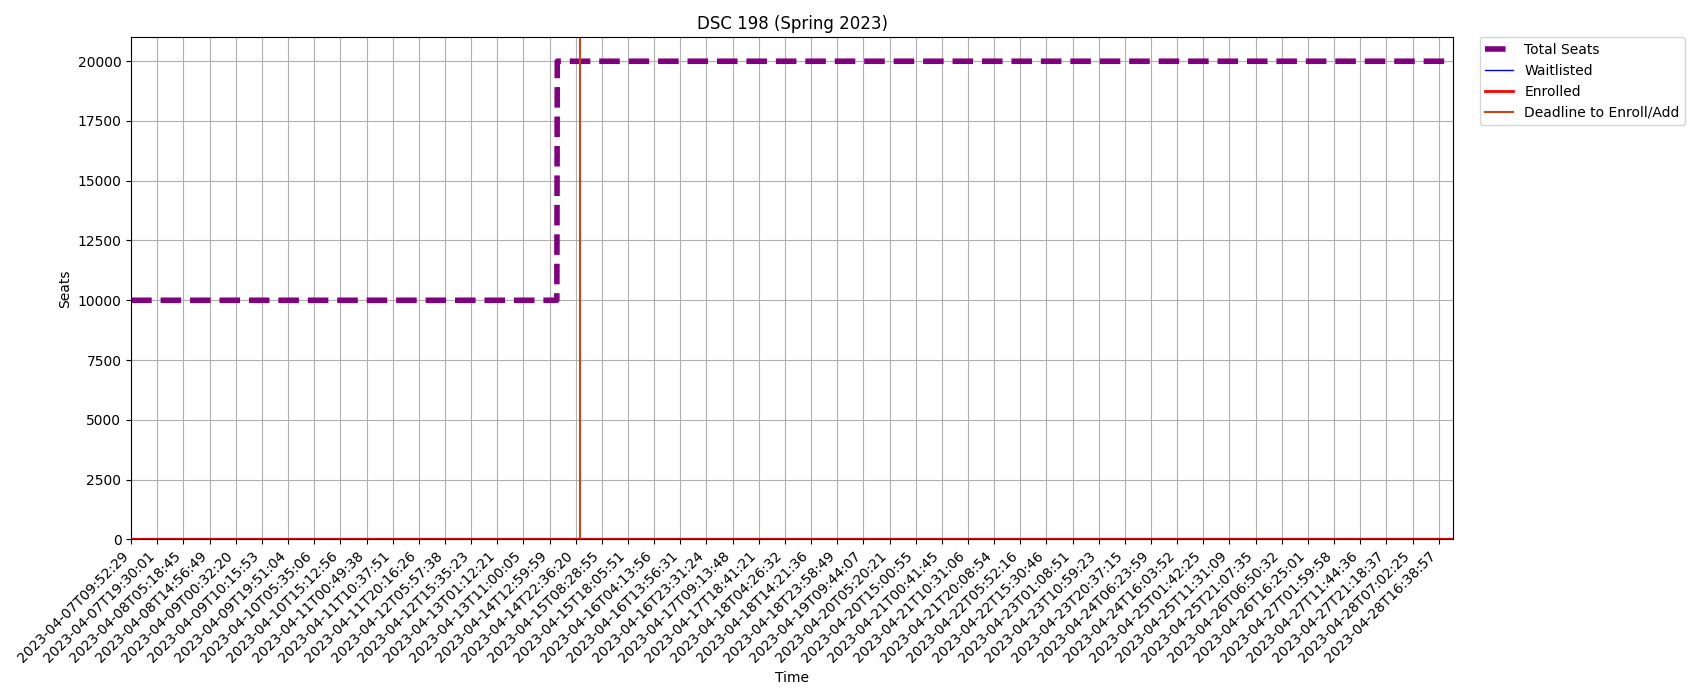 DSC 198 (Spring 2023)
Total Seats
Waitlisted
Enrolled
Deadline to Enroll/Add
Seats
20000
17500
15000
12500
10000
7500
5000
2500
0
2023-04-07T09:52:29
2023-04-07T19:30:01
2023-04-08T05:18:45
2023-04-08T14:56:49
2023-04-09T00:32:20
2023-04-09T10:15:53
2023-04-09T19:51:04
2023-04-10T05:35:06
2023-04-10T15:12:56
2023-04-11T00:49:38
2023-04-11T10:37:51
2023-04-11T20:16:26
2023-04-12T05:57:38
2023-04-12T15:35:23
2023-04-13T01:12:21
2023-04-13T11:00:05
2023-04-14T12:59:59
2023-04-14T22:36:20
2023-04-15T08:28:55
2023-04-15T18:05:51
2023-04-16T04:13:56
2023-04-16T13:56:31
2023-04-16T23:31:24
2023-04-17T09:13:48
2023-04-17T18:41:21
2023-04-18T04:26:32
2023-04-18T14:21:36
2023-04-18T23:58:49
2023-04-19T09:44:07
2023-04-20T05:20:21
2023-04-20T15:00:55
2023-04-21T00:41:45
2023-04-21T10:31:06
2023-04-21T20:08:54
2023-04-22T05:52:16
2023-04-22T15:30:46
2023-04-23T01:08:51
2023-04-23T10:59:23
2023-04-23T20:37:15
2023-04-24T06:23:59
2023-04-24T16:03:52
2023-04-25T01:42:25
2023-04-25T11:31:09
2023-04-25T21:07:35
2023-04-26T06:50:32
2023-04-26T16:25:01
2023-04-27T01:59:58
2023-04-27T11:44:36
2023-04-27T21:18:37
2023-04-28T07:02:25
2023-04-28T16:38:57
Time